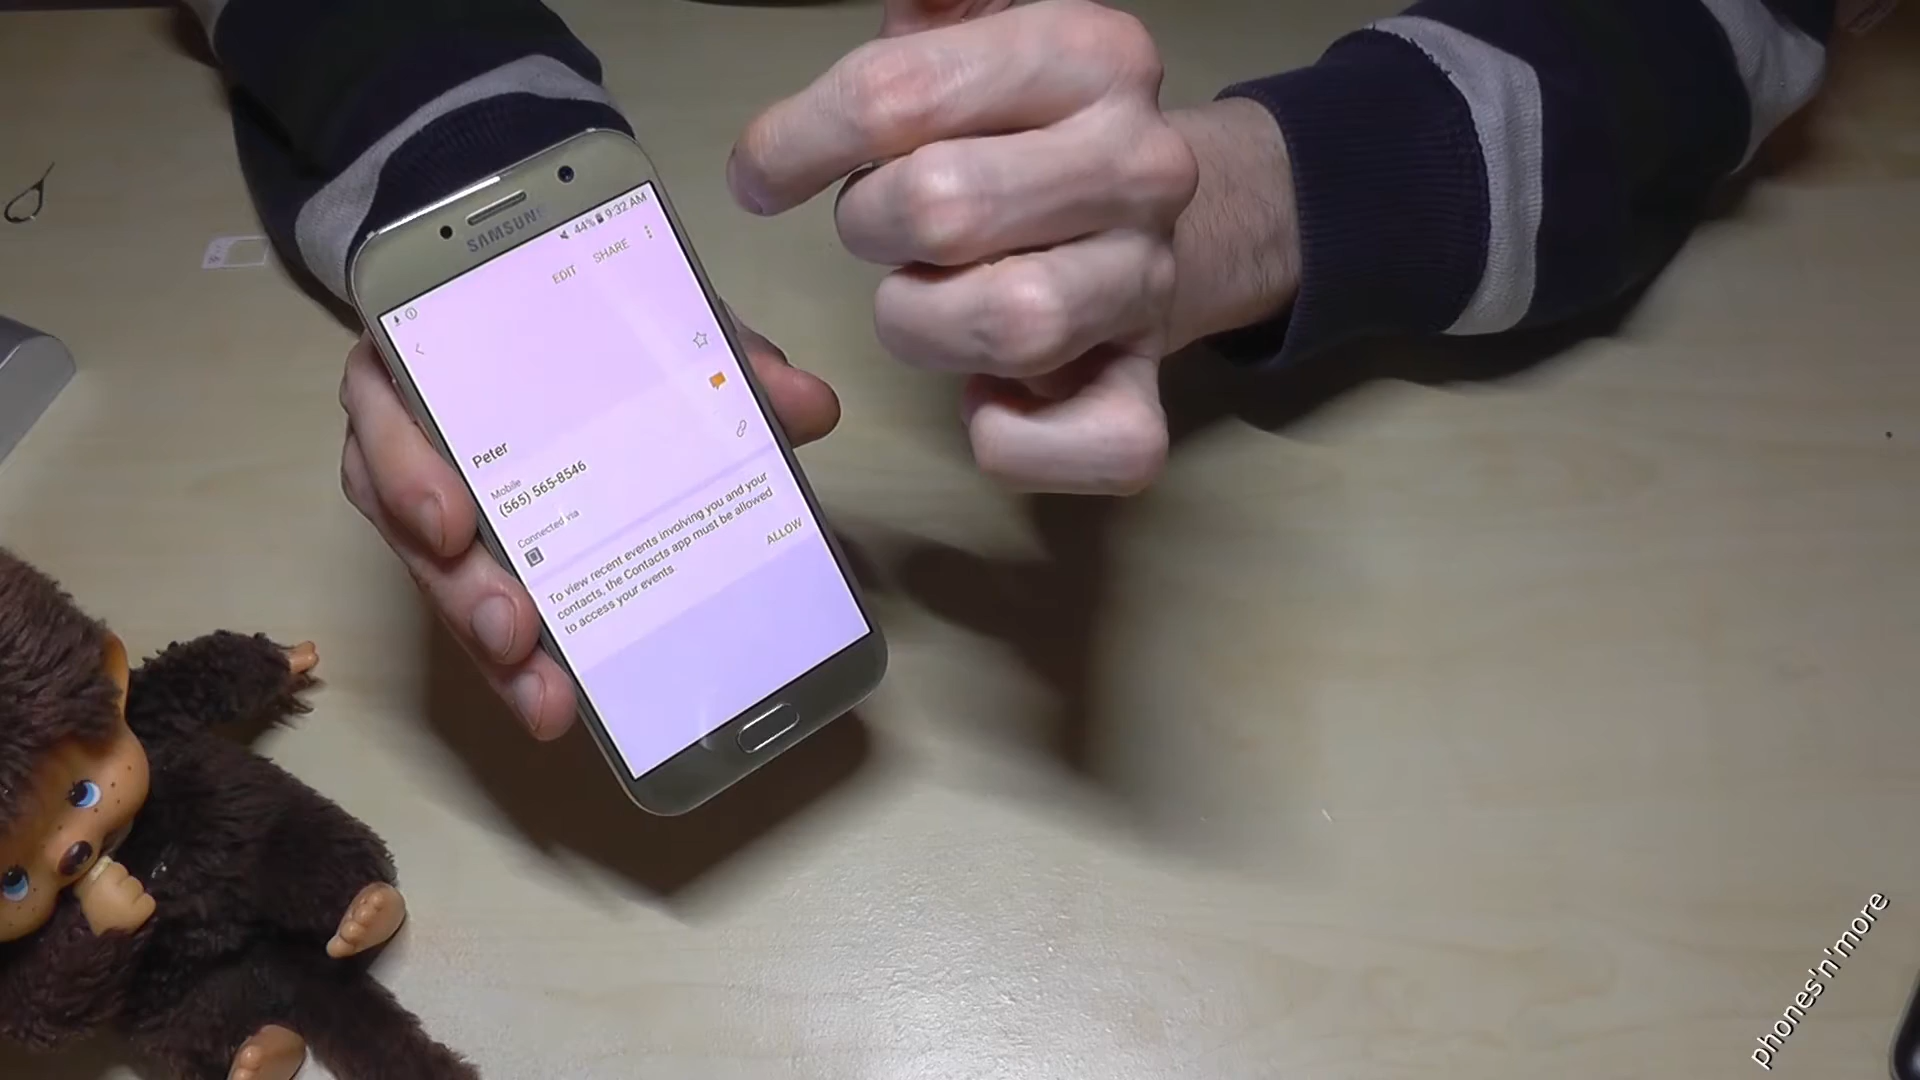 SAMSUNG
44% 9:32 AM
EDIT SHARE
Peter
Mobile
(565) 565-8546
Connected via
To view recent events involving you and your
contacts, the Contacts app must be allowed
to access your events.
ALLOW
phones'n'more